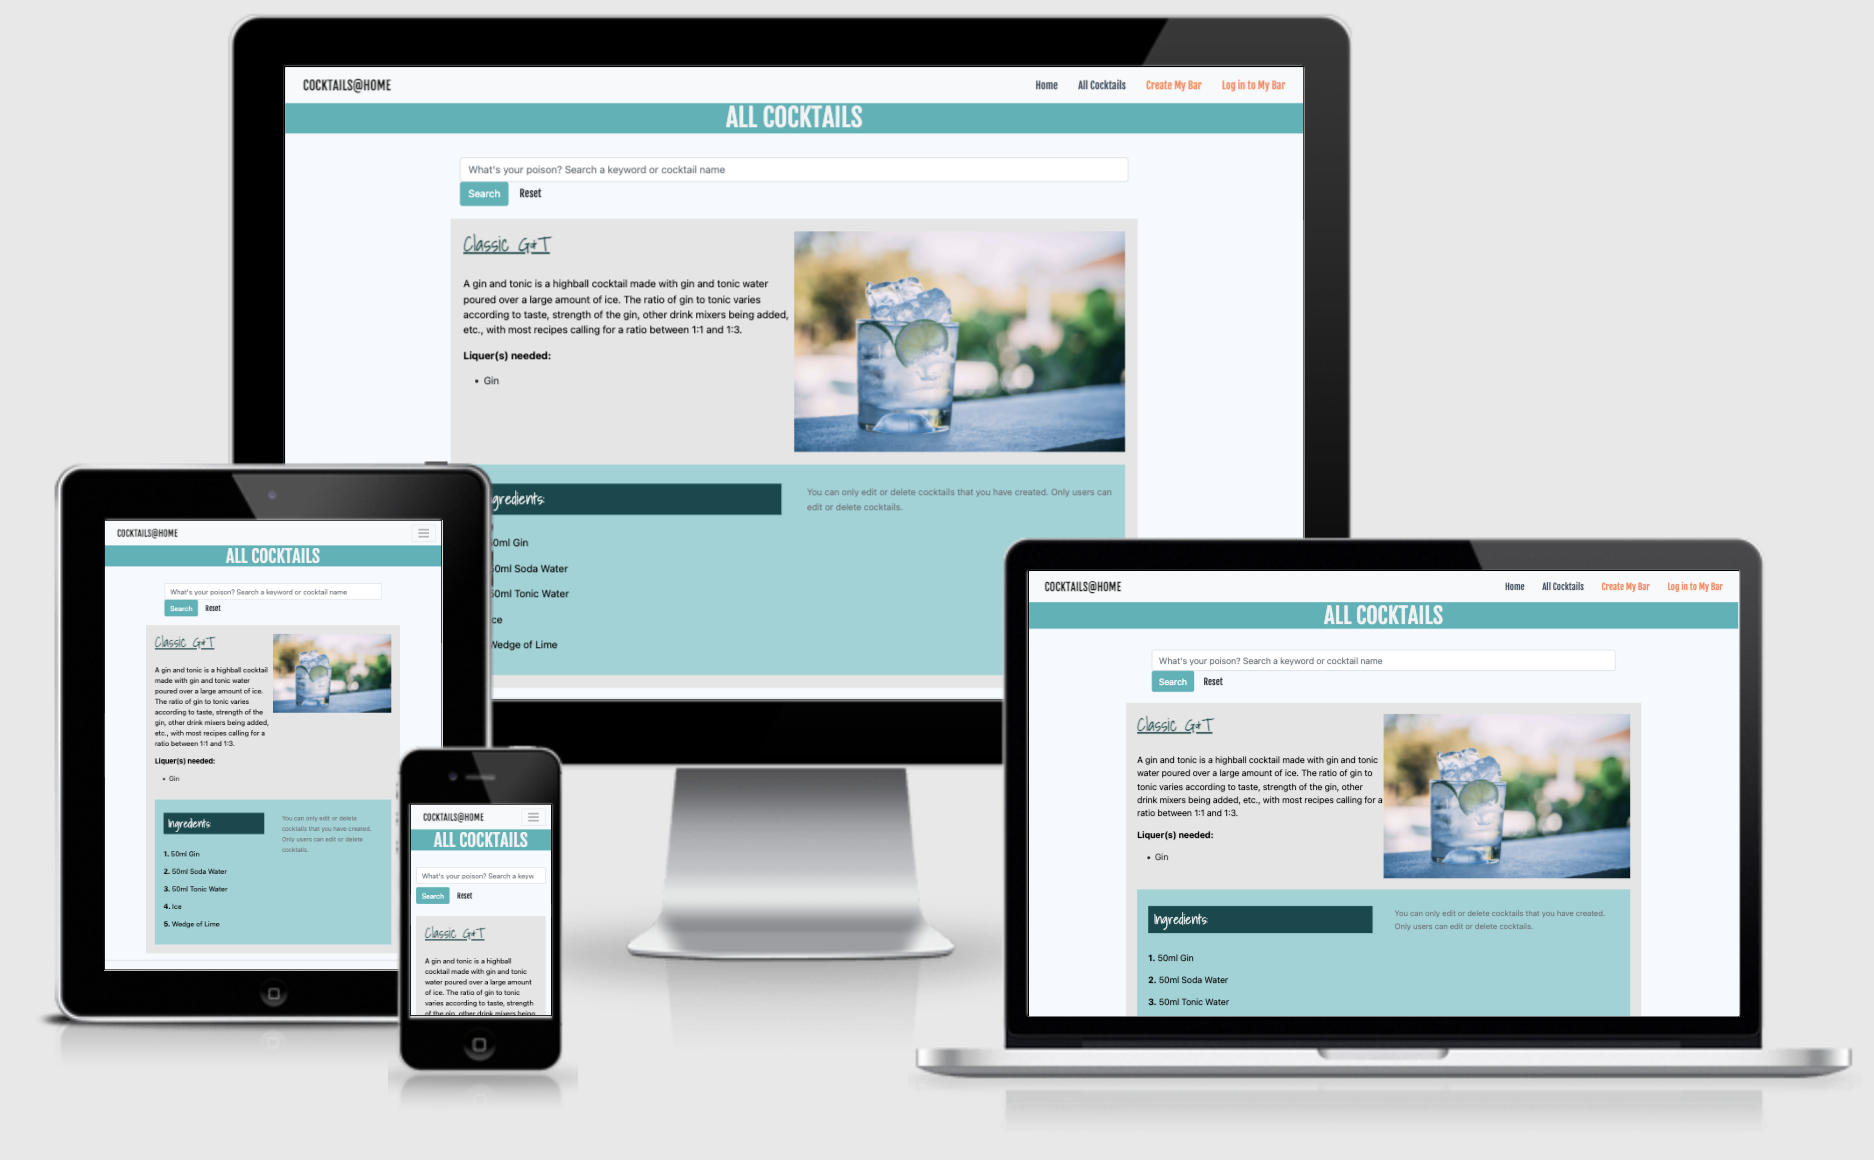 COCKTAILS@HOME
Home All Cocktails Create My Bar Log in to My Bar
ALL COCKTAILS
What's your poison? Search a keyword or cocktail name
Search Reset
Classic G&T
A gin and tonic is a highball cocktail made with gin and tonic water
poured over a large amount of ice. The ratio of gin to tonic varies
according to taste, strength of the gin, other drink mixers being added,
etc., with most recipes calling for a ratio between 1:1 and 1:3.
Liquer(s) needed:
• Gin
gredients:
You can only edit or delete cocktails that you have created. Only users can
edit or delete cocktails.
0ml Gin
50ml Soda Water
50ml Tonic Water
ce
Wedge of Lime
COCKTAILS@HOME
ALL COCKTAILS
What's your poison? Search a keyword or cocktail name
Search Reset
Classic G&T
A gin and tonic is a highball cocktail
made with gin and tonic water
poured over a large amount of ice.
The ratio of gin to tonic varies
according to taste, strength of the
gin, other drink mixers being added,
etc., with most recipes calling for a
ratio between 1:1 and 1:3.
Liquer(s) needed:
• Gin
Ingredients:
You can only edit or delete
cocktails that you have created.
Only users can edit or delete
cocktails.
1. 50ml Gin
2. 50ml Soda Water
3. 50ml Tonic Water
4. Ice
5. Wedge of Lime
COCKTAILS@HOME
ALL COCKTAILS
What's your poison? Search a keyw
Search Reset
Classic G&T
A gin and tonic is a highball
cocktail made with gin and tonic
water poured over a large amount
of ice. The ratio of gin to tonic
varies according to taste, strength
of the gin, other drink mixers being
COCKTAILS@HOME
Home All Cocktails Create My Bar Log in to My Bar
ALL COCKTAILS
What's your poison? Search a keyword or cocktail name
Search Reset
Classic G&T
A gin and tonic is a highball cocktail made with gin and tonic
water poured over a large amount of ice. The ratio of gin to
tonic varies according to taste, strength of the gin, other
drink mixers being added, etc., with most recipes calling for a
ratio between 1:1 and 1:3.
Liquer(s) needed:
• Gin
Ingredients:
You can only edit or delete cocktails that you have created.
Only users can edit or delete cocktails.
1. 50ml Gin
2. 50ml Soda Water
3. 50ml Tonic Water